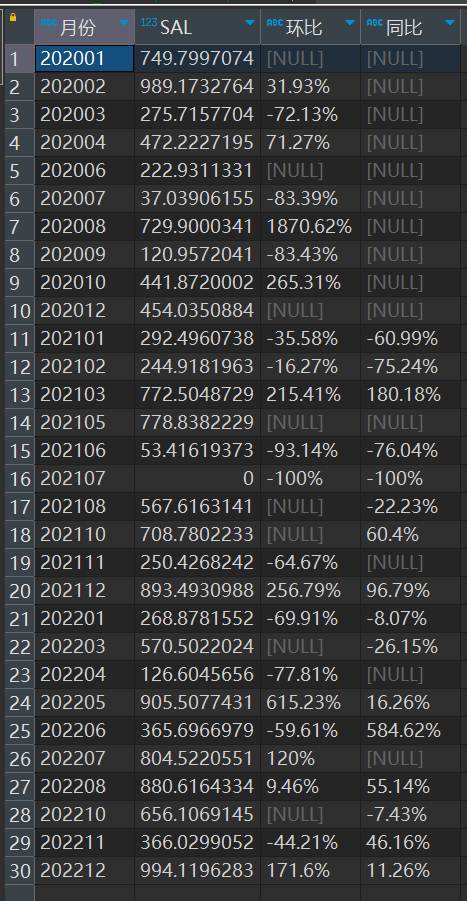 ABC 月份 123 SAL ABC 环比 ABC 同比
1 202001 749.7997074 [NULL] [NULL]
2 202002 989.1732764 31.93% [NULL]
3 202003 275.7157704 -72.13% [NULL]
4 202004 472.2227195 71.27% [NULL]
5 202006 222.9311331 [NULL] [NULL]
6 202007 37.03906155 -83.39% [NULL]
7 202008 729.9000341 1870.62% [NULL]
8 202009 120.9572041 -83.43% [NULL]
9 202010 441.8720002 265.31% [NULL]
10 202012 454.0350884 [NULL] [NULL]
11 202101 292.4960738 -35.58% -60.99%
12 202102 244.9181963 -16.27% -75.24%
13 202103 772.5048729 215.41% 180.18%
14 202105 778.8382229 [NULL] [NULL]
15 202106 53.41619373 -93.14% -76.04%
16 202107 0 -100% -100%
17 202108 567.6163141 [NULL] -22.23%
18 202110 708.7802233 [NULL] 60.4%
19 202111 250.4268242 -64.67% [NULL]
20 202112 893.4930988 256.79% 96.79%
21 202201 268.8781552 -69.91% -8.07%
22 202203 570.5022024 [NULL] -26.15%
23 202204 126.6045656 -77.81% [NULL]
24 202205 905.5077431 615.23% 16.26%
25 202206 365.6966979 -59.61% 584.62%
26 202207 804.5220551 120% [NULL]
27 202208 880.6164334 9.46% 55.14%
28 202210 656.1069145 [NULL] -7.43%
29 202211 366.0299052 -44.21% 46.16%
30 202212 994.1196283 171.6% 11.26%